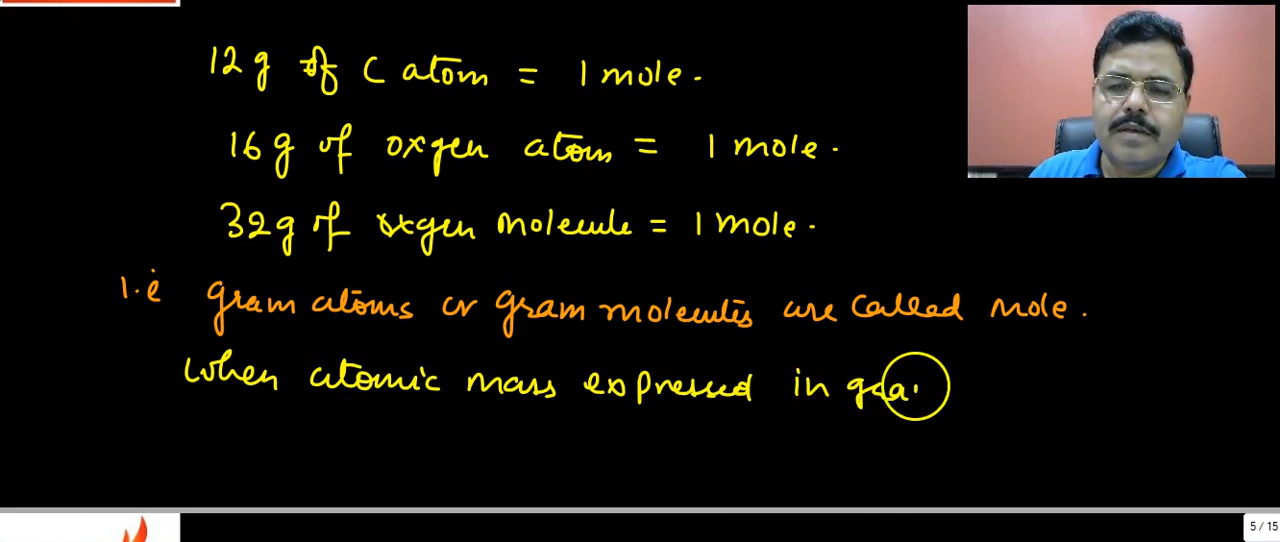 12g of C atom = 1 mole.
16g of oxgen atom = 1 mole.
32g of oxgen molecule = 1 mole.
i.e gram atoms or gram molecules are called mole.
When atomic mass expressed in gra
5 / 15